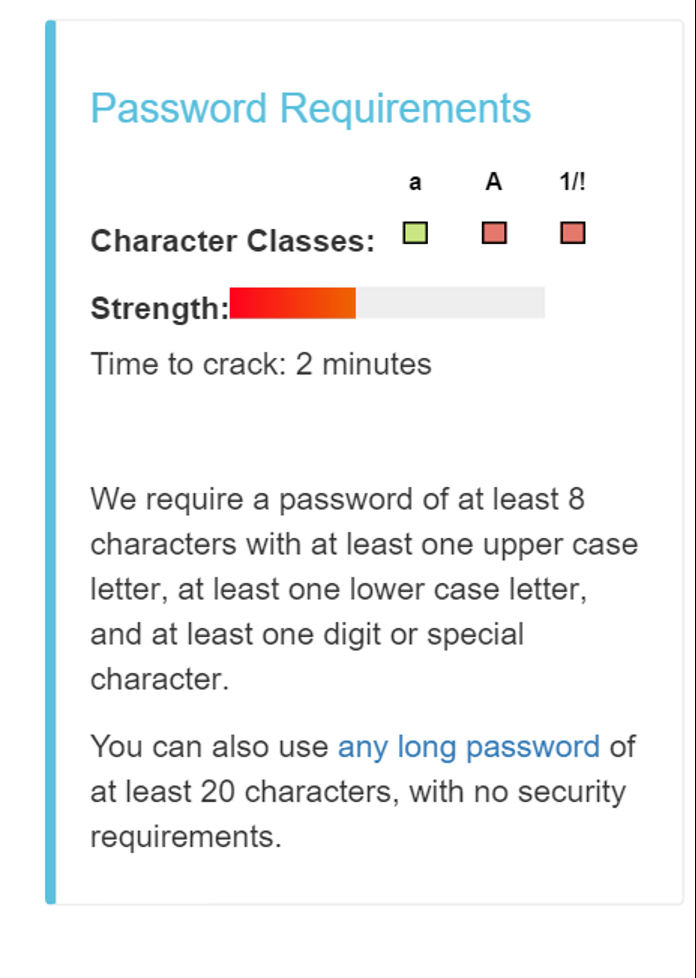 Password Requirements
a A 1/!
Character Classes:
Strength:
Time to crack: 2 minutes
We require a password of at least 8
characters with at least one upper case
letter, at least one lower case letter,
and at least one digit or special
character.
You can also use any long password of
at least 20 characters, with no security
requirements.